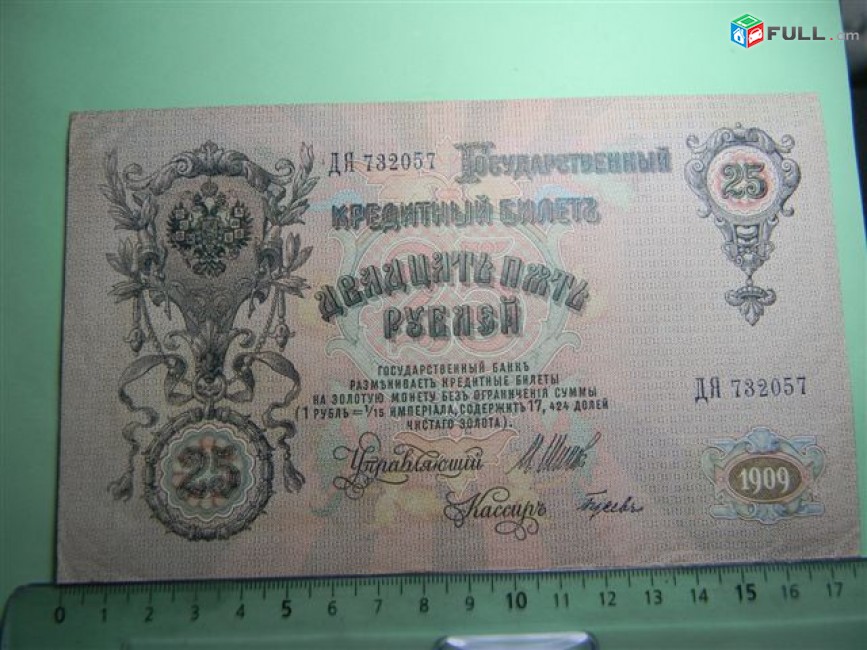 FULL.am
ДЯ 732057
Государственный
25
кредитный билетъ
двадцать пять
рублей
Государственный банкъ
размѣниваетъ кредитные билеты
на золотую монету безъ ограниченія суммы
(1 рубль = 1/15 имперіала, содержитъ 17,424 долей
чистаго золота).
ДЯ 732057
25
Управляющій
И. Шипов
1909
Кассиръ
Гусевъ
0 1 2 3 4 5 6 7 8 9 10 11 12 13 14 15 16 17